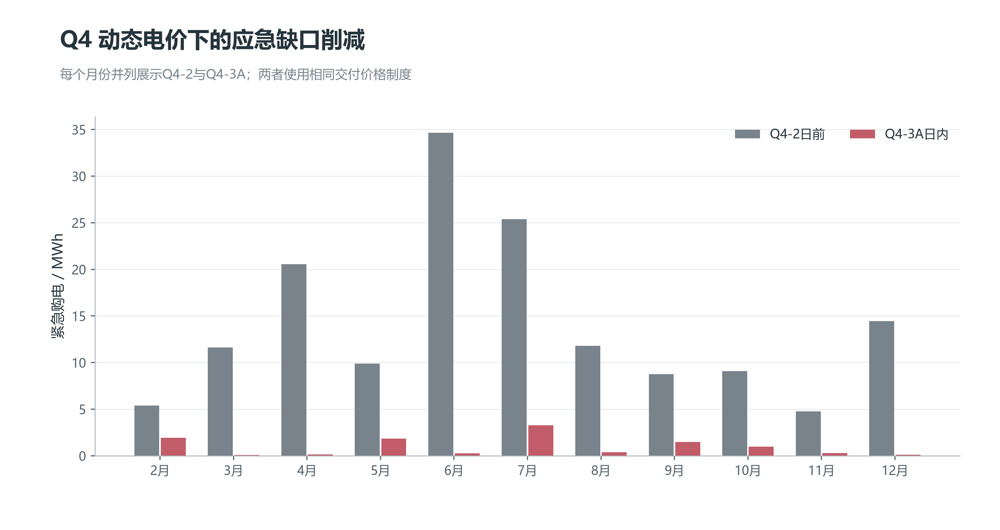 Q4 动态电价下的应急缺口削减
每个月份并列展示Q4-2与Q4-3A；两者使用相同交付价格制度
Q4-2日前
Q4-3A日内
紧急购电 / MWh
35
30
25
20
15
10
5
0
2月
3月
4月
5月
6月
7月
8月
9月
10月
11月
12月